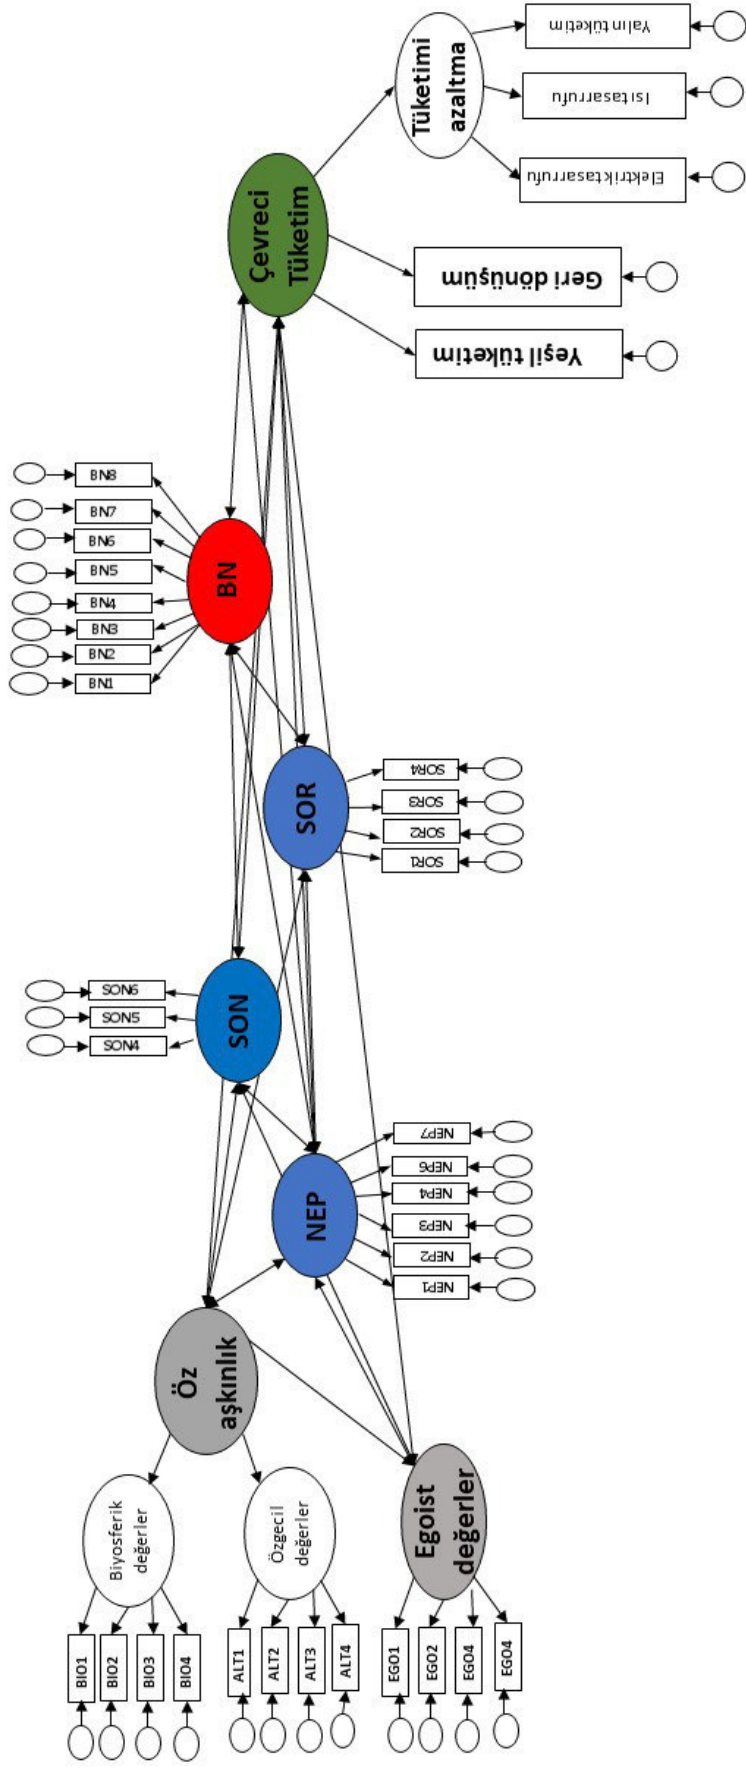 Yalın tüketim
Isı tasarrufu
Elektrik tasarrufu
Tüketimi
azaltma
Çevreci
Tüketim
Geri dönüşüm
Yeşil tüketim
BN8
BN7
BN6
BN5
BN4
BN3
BN2
BN1
BN
SOR
SOR4
SOR3
SOR2
SOR1
SON6
SON5
SON4
SON
NEP
NEP7
NEP6
NEP4
NEP3
NEP2
NEP1
Öz
aşkınlık
Biyosferik
değerler
Özgecil
değerler
Egoist
değerler
BIO1
BIO2
BIO3
BIO4
ALT1
ALT2
ALT3
ALT4
EGO1
EGO2
EGO4
EGO4